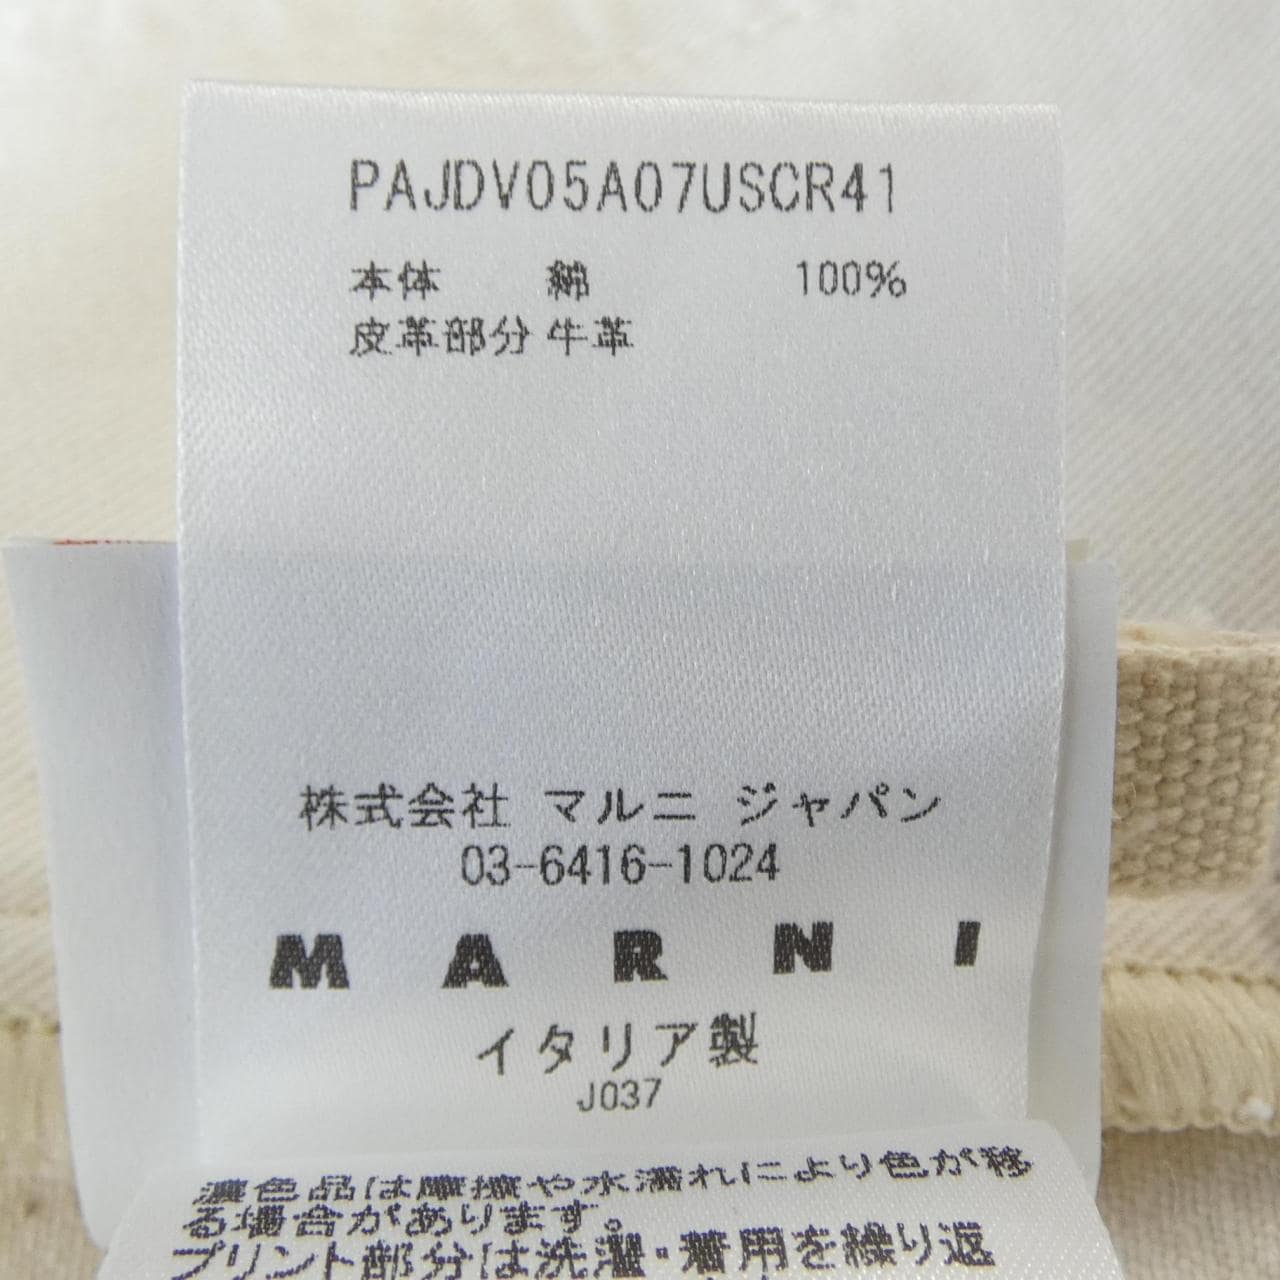 PAJDV05A07USCR41
本体 綿 100%
皮革部分 牛革
株式会社 マルニ ジャパン
03-6416-1024
MARNI
イタリア製
J037
濃色品は摩擦や水濡れにより色が移
る場合があります。
プリント部分は洗濯・着用を繰り返